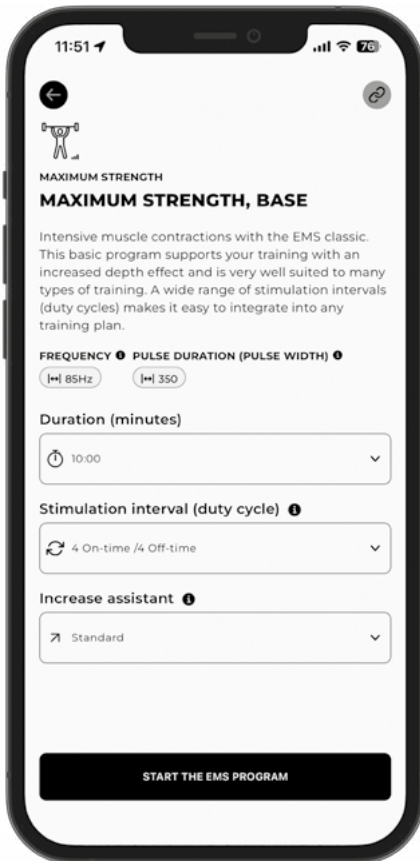 11:51
76
MAXIMUM STRENGTH
MAXIMUM STRENGTH, BASE
Intensive muscle contractions with the EMS classic.
This basic program supports your training with an
increased depth effect and is very well suited to many
types of training. A wide range of stimulation intervals
(duty cycles) makes it easy to integrate into any
training plan.
FREQUENCY i PULSE DURATION (PULSE WIDTH) i
85Hz 350
Duration (minutes)
10:00
Stimulation interval (duty cycle) i
4 On-time /4 Off-time
Increase assistant i
Standard
START THE EMS PROGRAM